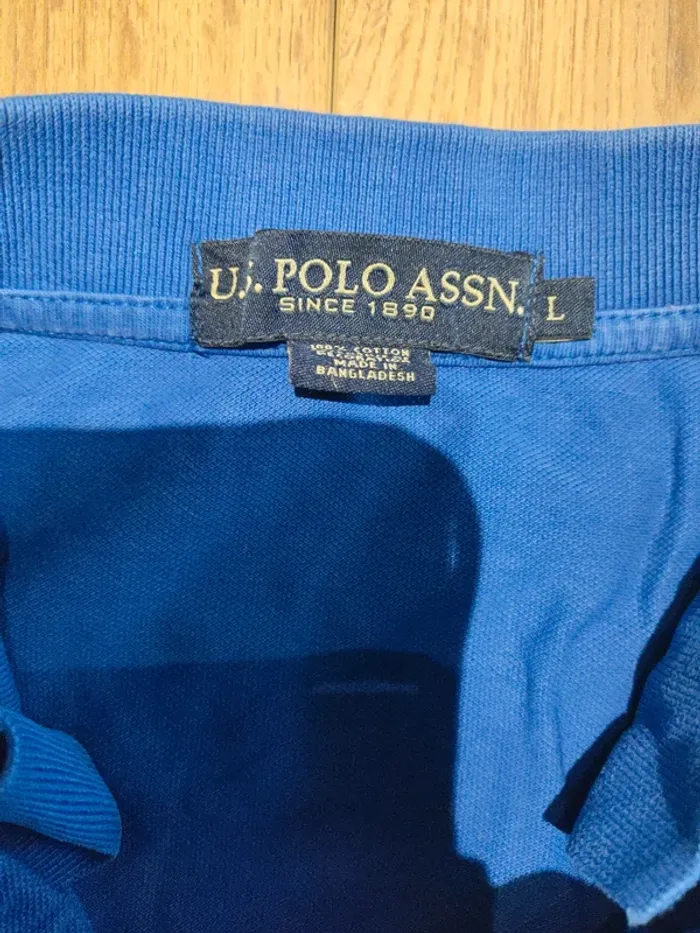 U.S. POLO ASSN.
SINCE 1890
L
100% COTTON
MADE IN
BANGLADESH